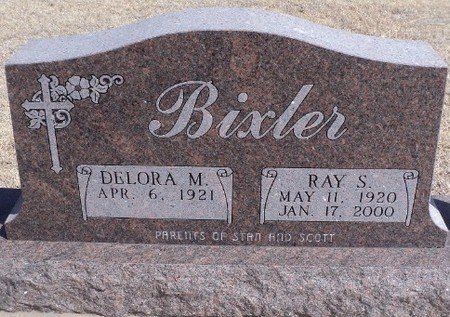 Bixler
DELORA M.
APR. 6, 1921
RAY S.
MAY 11, 1920
JAN. 17, 2000
PARENTS OF STAN AND SCOTT